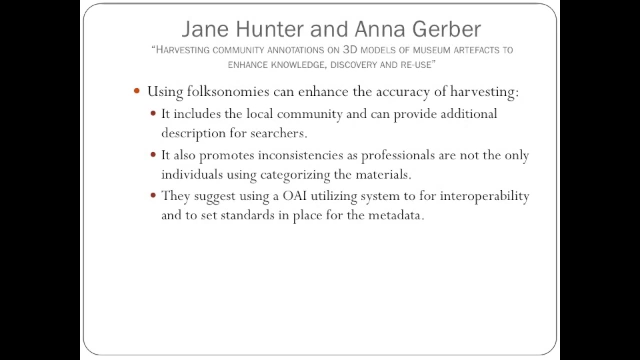 Jane Hunter and Anna Gerber
“Harvesting community annotations on 3D models of museum artefacts to
enhance knowledge, discovery and re-use”
• Using folksonomies can enhance the accuracy of harvesting:
• It includes the local community and can provide additional
description for searchers.
• It also promotes inconsistencies as professionals are not the only
individuals using categorizing the materials.
• They suggest using a OAI utilizing system to for interoperability
and to set standards in place for the metadata.